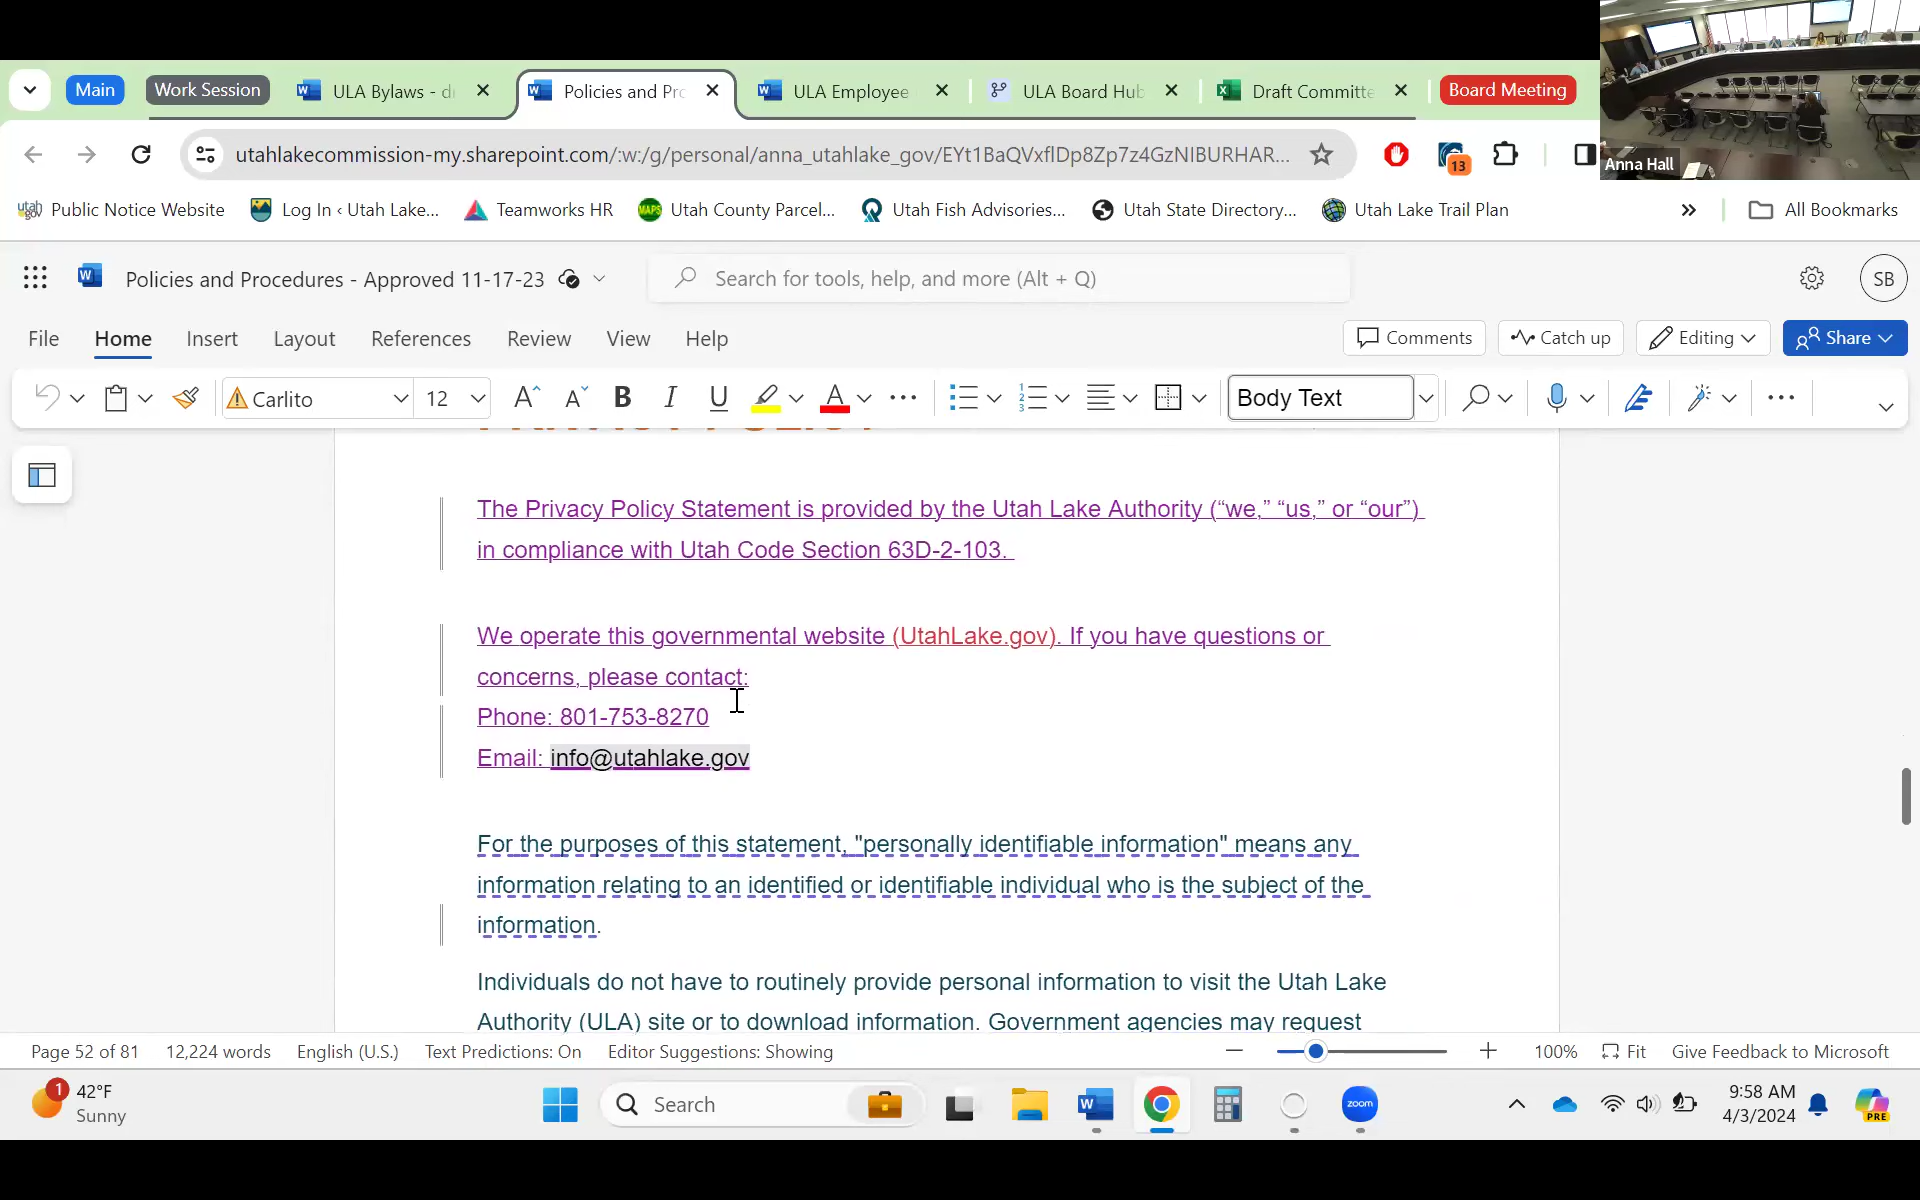 Main
Work Session
ULA Bylaws - d
Policies and Pro
ULA Employee
ULA Board Hub
Draft Committe
Board Meeting
Anna Hall
utahlakecommission-my.sharepoint.com/:w:/g/personal/anna_utahlake_gov/EYt1BaQVxflDp8Zp7z4GzNIBURHAR...
13
Public Notice Website
Log In ‹ Utah Lake...
Teamworks HR
MAPS
Utah County Parcel...
Utah Fish Advisories...
Utah State Directory...
Utah Lake Trail Plan
»
All Bookmarks
Policies and Procedures - Approved 11-17-23
Search for tools, help, and more (Alt + Q)
SB
File
Home
Insert
Layout
References
Review
View
Help
Comments
Catch up
Editing
Share
Carlito
12
Body Text
PRIVACY POLICY
The Privacy Policy Statement is provided by the Utah Lake Authority (“we,” “us,” or “our”)
in compliance with Utah Code Section 63D-2-103.
We operate this governmental website (UtahLake.gov). If you have questions or
concerns, please contact:
Phone: 801-753-8270
Email: info@utahlake.gov
For the purposes of this statement, "personally identifiable information" means any
information relating to an identified or identifiable individual who is the subject of the
information.
Individuals do not have to routinely provide personal information to visit the Utah Lake
Authority (ULA) site or to download information. Government agencies may request
Page 52 of 81
12,224 words
English (U.S.)
Text Predictions: On
Editor Suggestions: Showing
100%
Fit
Give Feedback to Microsoft
1
42°F
Sunny
Search
zoom
9:58 AM
4/3/2024
PRE